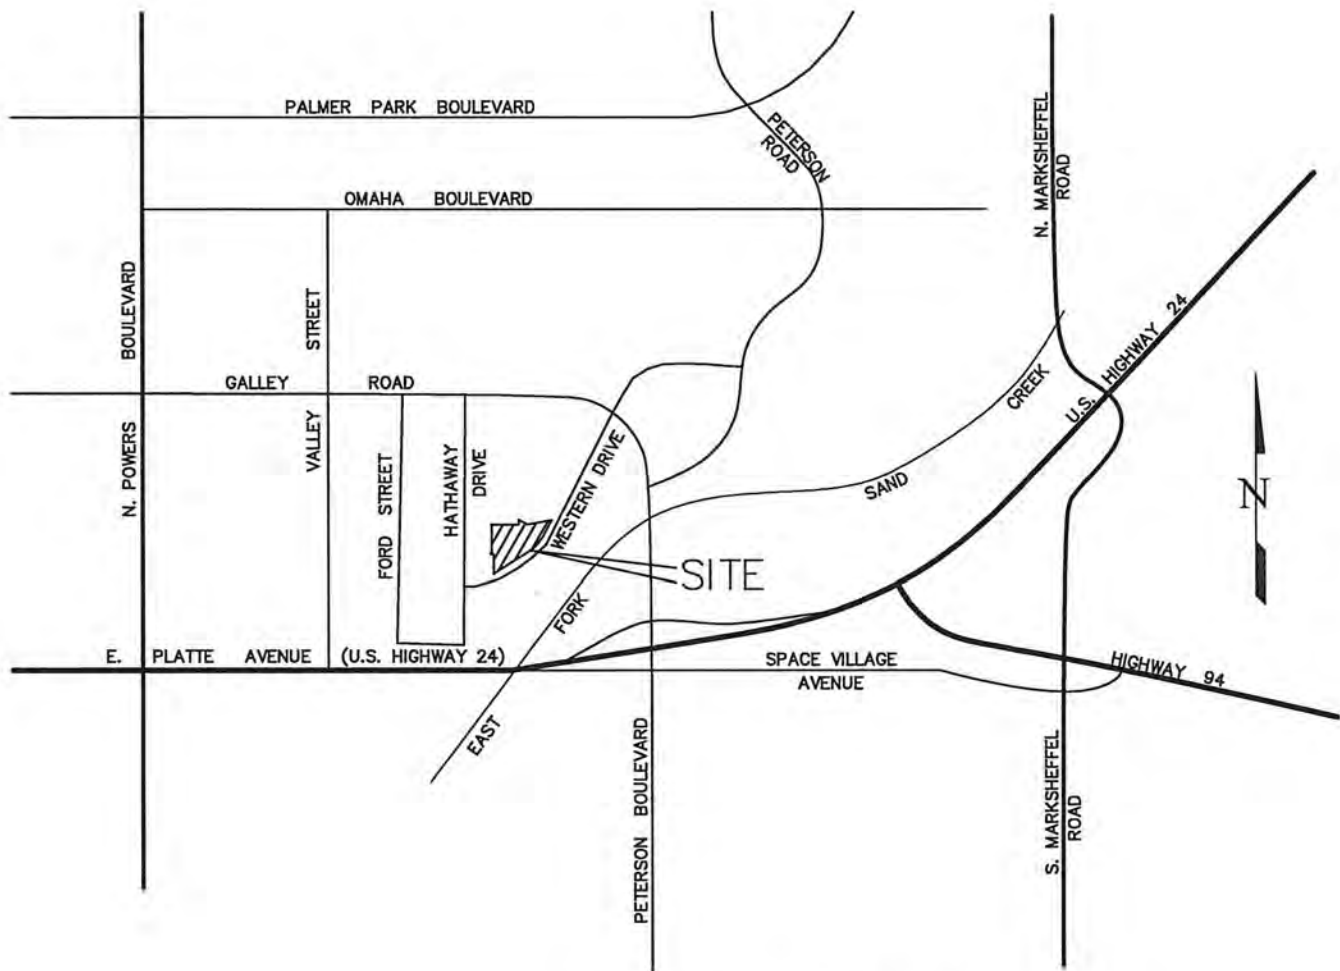 PALMER PARK BOULEVARD
PETERSON
ROAD
N. MARKSHEFFEL
ROAD
OMAHA BOULEVARD
N. POWERS BOULEVARD
VALLEY STREET
U.S. HIGHWAY 24
GALLEY ROAD
FORD STREET
HATHAWAY
DRIVE
WESTERN DRIVE
EAST FORK SAND CREEK
N
SITE
E. PLATTE AVENUE (U.S. HIGHWAY 24)
SPACE VILLAGE
AVENUE
HIGHWAY 94
PETERSON BOULEVARD
S. MARKSHEFFEL
ROAD